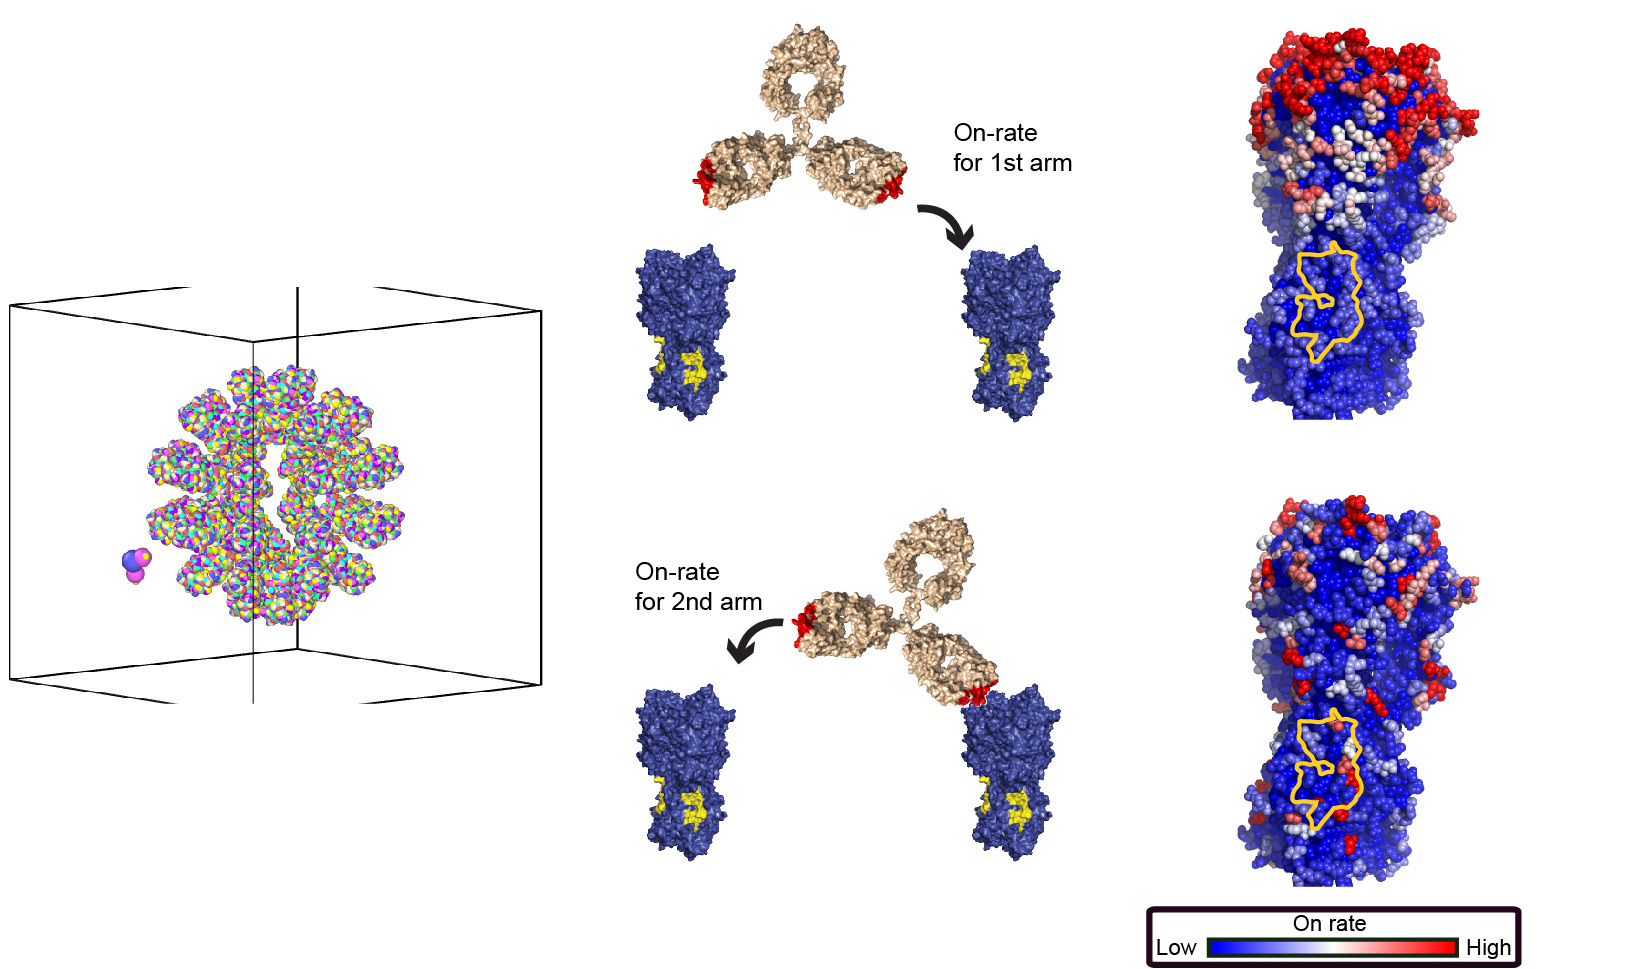 On-rate
for 1st arm
On-rate
for 2nd arm
On rate
Low High